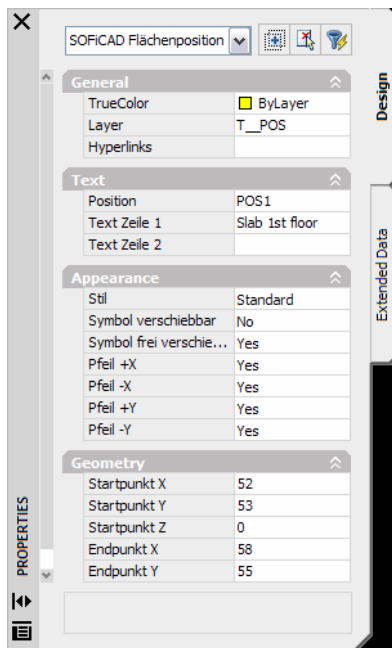 SOFiCAD Flächenposition
General
TrueColor ByLayer
Layer T__POS
Hyperlinks
Text
Position POS1
Text Zeile 1 Slab 1st floor
Text Zeile 2
Appearance
Stil Standard
Symbol verschiebbar No
Symbol frei verschie... Yes
Pfeil +X Yes
Pfeil -X Yes
Pfeil +Y Yes
Pfeil -Y Yes
Geometry
Startpunkt X 52
Startpunkt Y 53
Startpunkt Z 0
Endpunkt X 58
Endpunkt Y 55
Design
Extended Data
PROPERTIES